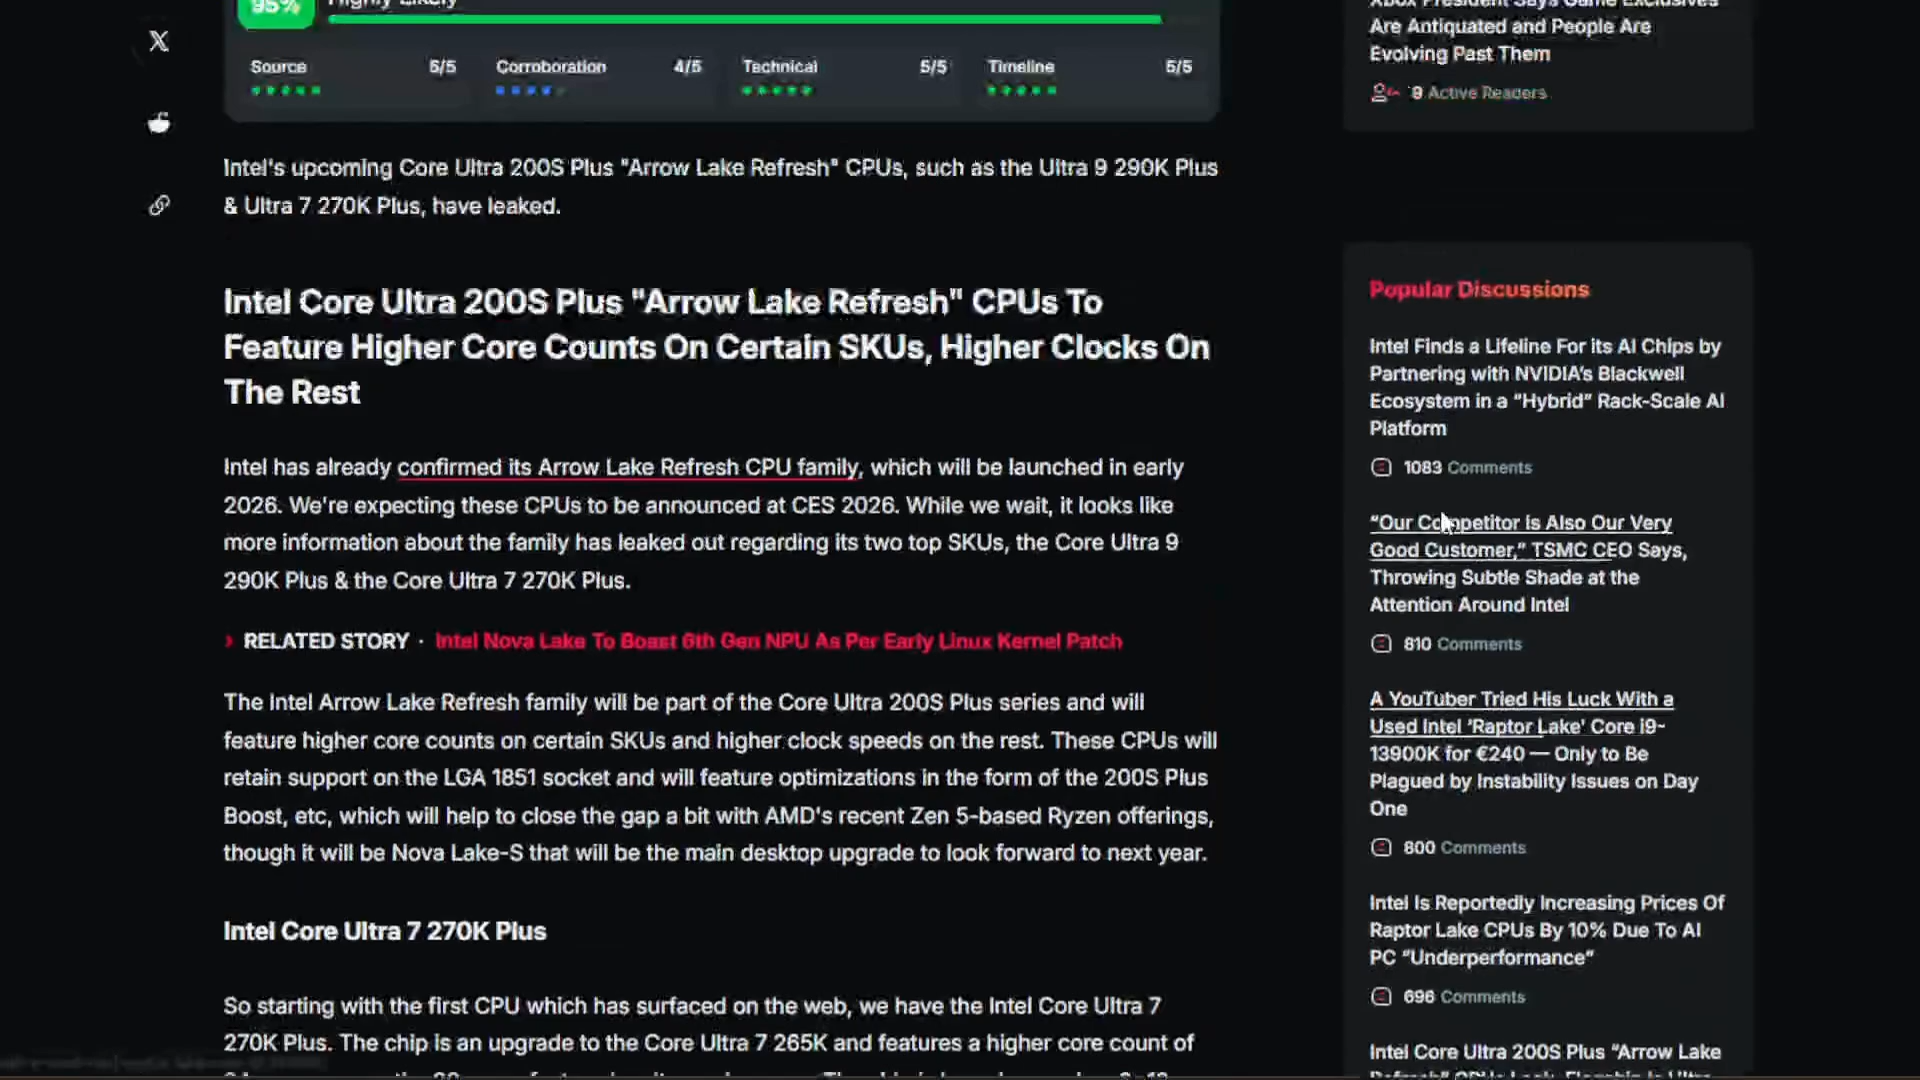 95%
Highly Likely
Source 5/5
Corroboration 4/5
Technical 5/5
Timeline 5/5
Intel's upcoming Core Ultra 200S Plus "Arrow Lake Refresh" CPUs, such as the Ultra 9 290K Plus
& Ultra 7 270K Plus, have leaked.
Intel Core Ultra 200S Plus "Arrow Lake Refresh" CPUs To
Feature Higher Core Counts On Certain SKUs, Higher Clocks On
The Rest
Intel has already confirmed its Arrow Lake Refresh CPU family, which will be launched in early
2026. We're expecting these CPUs to be announced at CES 2026. While we wait, it looks like
more information about the family has leaked out regarding its two top SKUs, the Core Ultra 9
290K Plus & the Core Ultra 7 270K Plus.
RELATED STORY · Intel Nova Lake To Boast 6th Gen NPU As Per Early Linux Kernel Patch
The Intel Arrow Lake Refresh family will be part of the Core Ultra 200S Plus series and will
feature higher core counts on certain SKUs and higher clock speeds on the rest. These CPUs will
retain support on the LGA 1851 socket and will feature optimizations in the form of the 200S Plus
Boost, etc, which will help to close the gap a bit with AMD's recent Zen 5-based Ryzen offerings,
though it will be Nova Lake-S that will be the main desktop upgrade to look forward to next year.
Intel Core Ultra 7 270K Plus
So starting with the first CPU which has surfaced on the web, we have the Intel Core Ultra 7
270K Plus. The chip is an upgrade to the Core Ultra 7 265K and features a higher core count of
Xbox President Says Game Exclusives
Are Antiquated and People Are
Evolving Past Them
9 Active Readers
Popular Discussions
Intel Finds a Lifeline For its AI Chips by
Partnering with NVIDIA's Blackwell
Ecosystem in a “Hybrid” Rack-Scale AI
Platform
1083 Comments
“Our Competitor is Also Our Very
Good Customer,” TSMC CEO Says,
Throwing Subtle Shade at the
Attention Around Intel
810 Comments
A YouTuber Tried His Luck With a
Used Intel ‘Raptor Lake’ Core i9-
13900K for €240 — Only to Be
Plagued by Instability Issues on Day
One
800 Comments
Intel Is Reportedly Increasing Prices Of
Raptor Lake CPUs By 10% Due To AI
PC “Underperformance”
696 Comments
Intel Core Ultra 200S Plus “Arrow Lake